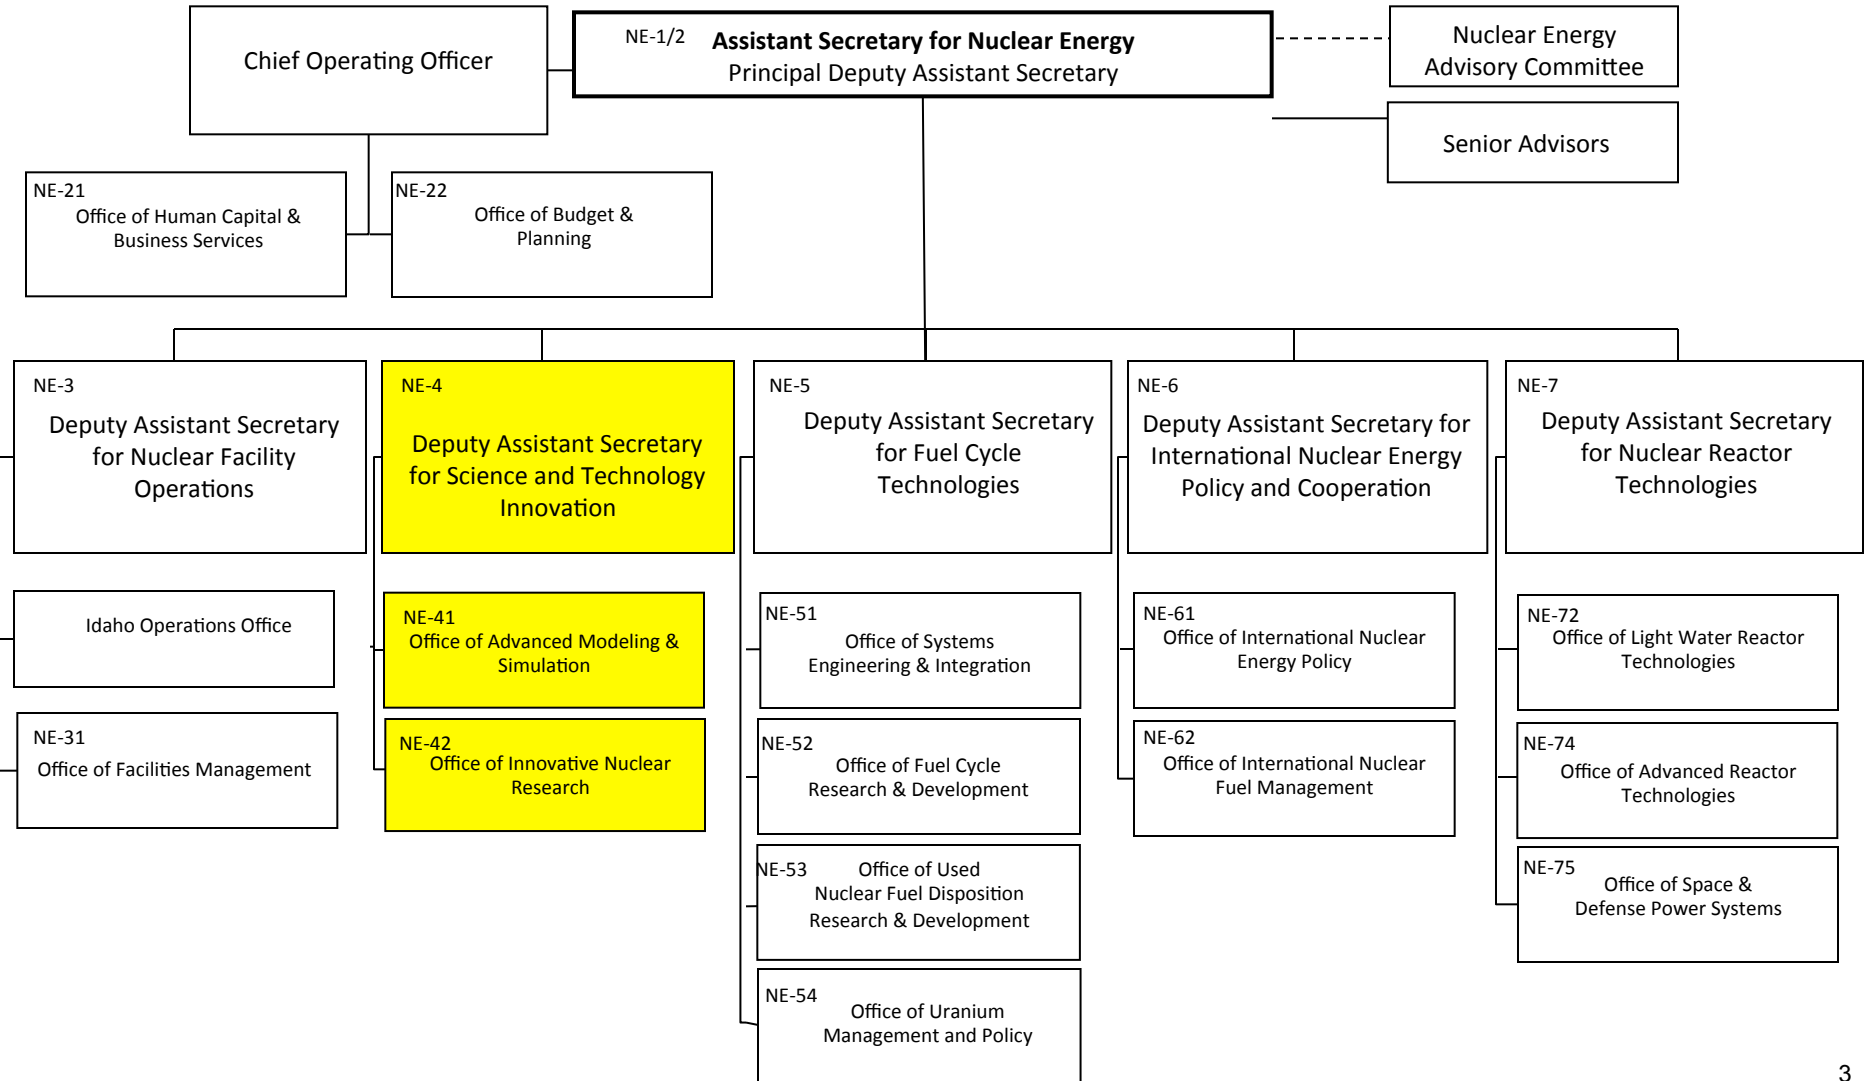 Chief Operating Officer
NE-1/2
Assistant Secretary for Nuclear Energy
Principal Deputy Assistant Secretary
Nuclear Energy
Advisory Committee
Senior Advisors
NE-21
Office of Human Capital &
Business Services
NE-22
Office of Budget &
Planning
NE-3
Deputy Assistant Secretary
for Nuclear Facility
Operations
NE-4
Deputy Assistant Secretary
for Science and Technology
Innovation
NE-5
Deputy Assistant Secretary
for Fuel Cycle
Technologies
NE-6
Deputy Assistant Secretary for
International Nuclear Energy
Policy and Cooperation
NE-7
Deputy Assistant Secretary
for Nuclear Reactor
Technologies
Idaho Operations Office
NE-31
Office of Facilities Management
NE-41
Office of Advanced Modeling &
Simulation
NE-42
Office of Innovative Nuclear
Research
NE-51
Office of Systems
Engineering & Integration
NE-52
Office of Fuel Cycle
Research & Development
NE-53
Office of Used
Nuclear Fuel Disposition
Research & Development
NE-54
Office of Uranium
Management and Policy
NE-61
Office of International Nuclear
Energy Policy
NE-62
Office of International Nuclear
Fuel Management
NE-72
Office of Light Water Reactor
Technologies
NE-74
Office of Advanced Reactor
Technologies
NE-75
Office of Space &
Defense Power Systems
3